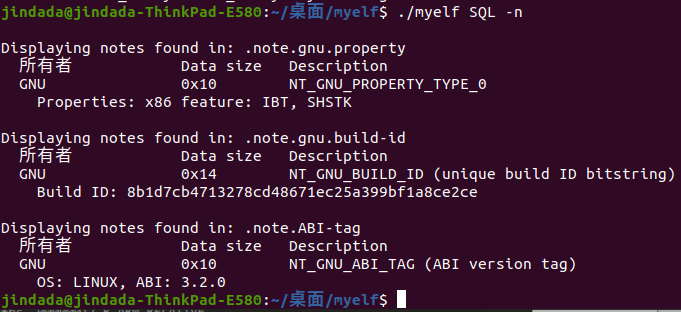 jindada@jindada-ThinkPad-E580:~/桌面/myelf$ ./myelf SQL -n
Displaying notes found in: .note.gnu.property
所有者 Data size Description
GNU 0x10 NT_GNU_PROPERTY_TYPE_0
Properties: x86 feature: IBT, SHSTK
Displaying notes found in: .note.gnu.build-id
所有者 Data size Description
GNU 0x14 NT_GNU_BUILD_ID (unique build ID bitstring)
Build ID: 8b1d7cb4713278cd48671ec25a399bf1a8ce2ce
Displaying notes found in: .note.ABI-tag
所有者 Data size Description
GNU 0x10 NT_GNU_ABI_TAG (ABI version tag)
OS: LINUX, ABI: 3.2.0
jindada@jindada-ThinkPad-E580:~/桌面/myelf$